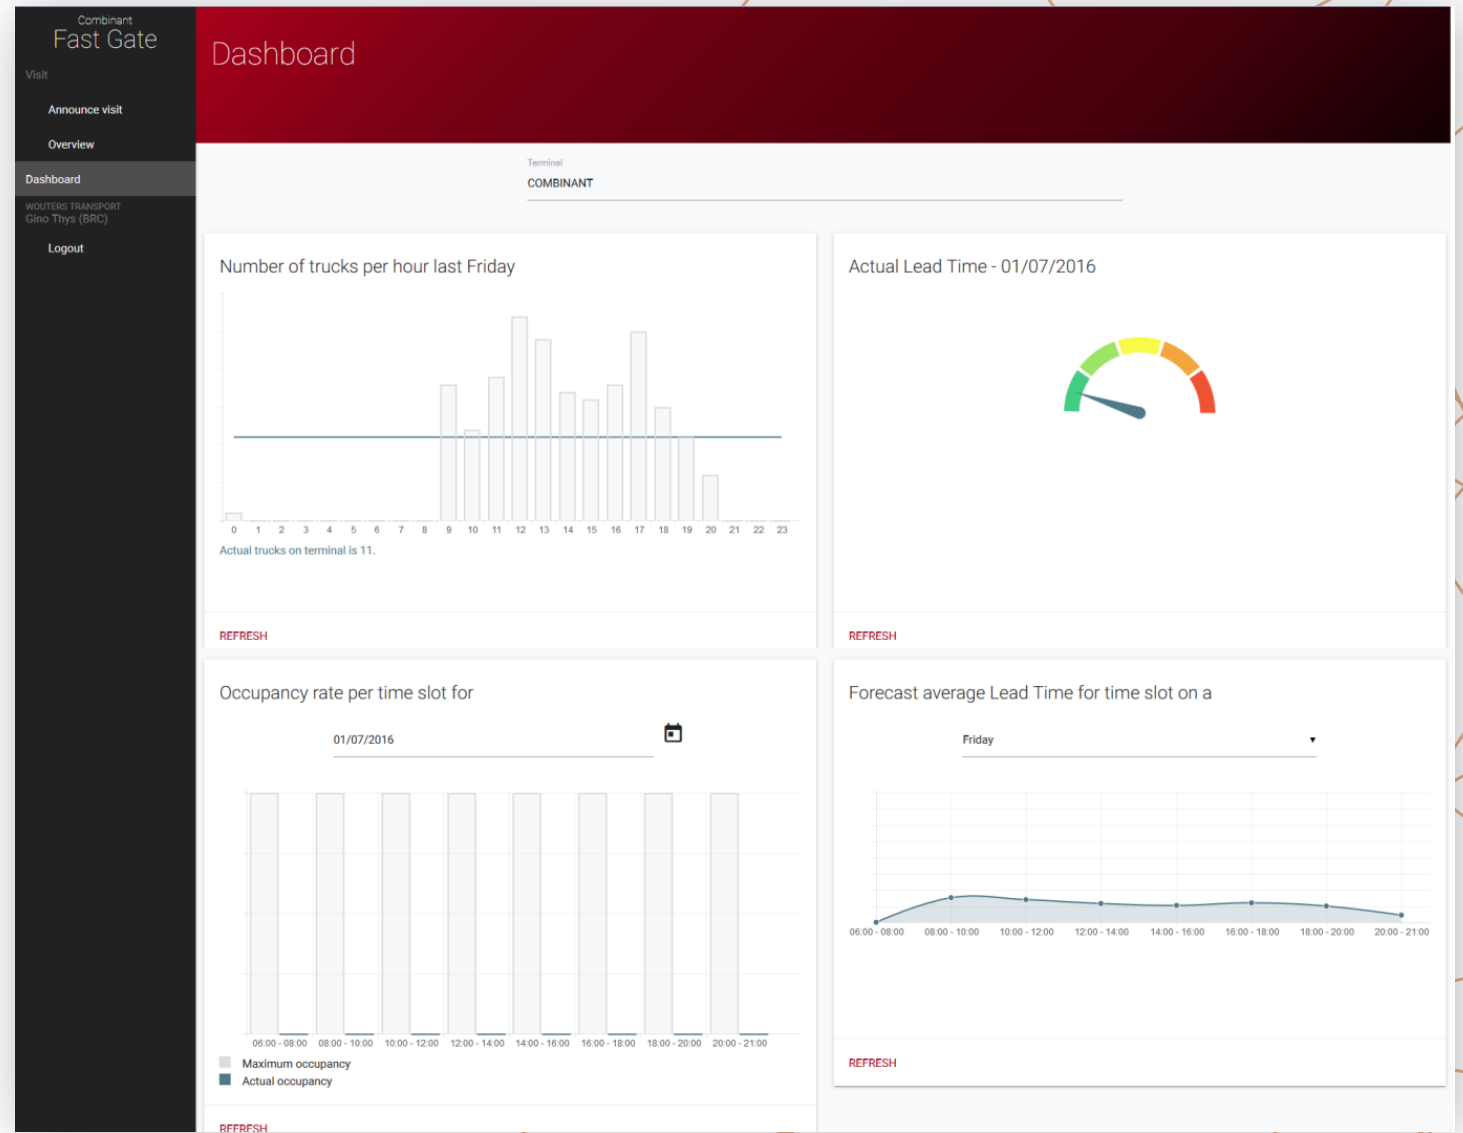 Combinant
Fast Gate
Visit
Announce visit
Overview
Dashboard
WOUTERS TRANSPORT
Gino Thys (BRC)
Logout
Dashboard
Terminal
COMBINANT
Number of trucks per hour last Friday
0 1 2 3 4 5 6 7 8 9 10 11 12 13 14 15 16 17 18 19 20 21 22 23
Actual trucks on terminal is 11.
REFRESH
Actual Lead Time - 01/07/2016
REFRESH
Occupancy rate per time slot for
01/07/2016
06:00 - 08:00 08:00 - 10:00 10:00 - 12:00 12:00 - 14:00 14:00 - 16:00 16:00 - 18:00 18:00 - 20:00 20:00 - 21:00
Maximum occupancy
Actual occupancy
REFRESH
Forecast average Lead Time for time slot on a
Friday
06:00 - 08:00 08:00 - 10:00 10:00 - 12:00 12:00 - 14:00 14:00 - 16:00 16:00 - 18:00 18:00 - 20:00 20:00 - 21:00
REFRESH